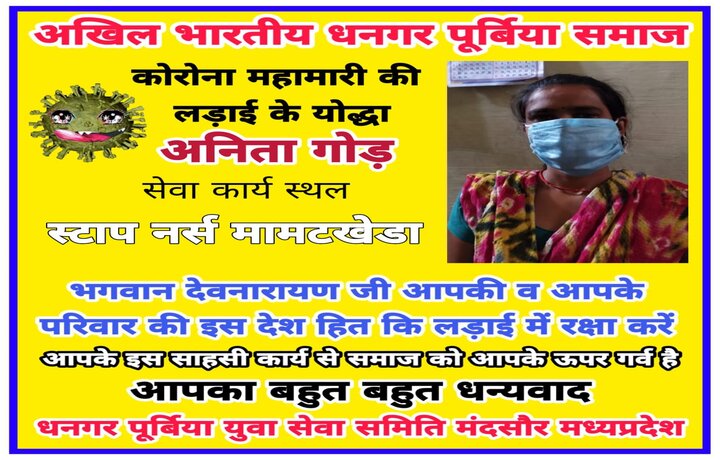 अखिल भारतीय धनगर पूर्बिया समाज
कोरोना महामारी की
लड़ाई के योद्धा
अनिता गोड़
सेवा कार्य स्थल
स्टाप नर्स मामटखेडा
भगवान देवनारायण जी आपकी व आपके
परिवार की इस देश हित कि लड़ाई में रक्षा करें
आपके इस साहसी कार्य से समाज को आपके ऊपर गर्व है
आपका बहुत बहुत धन्यवाद
धनगर पूर्बिया युवा सेवा समिति मंदसौर मध्यप्रदेश